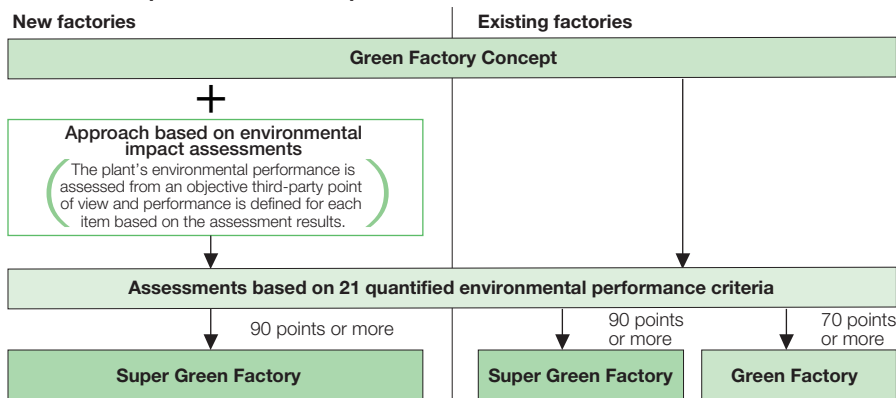 New factories
Existing factories
Green Factory Concept
+
Approach based on environmental
impact assessments
(The plant's environmental performance is
assessed from an objective third-party point
of view and performance is defined for each
item based on the assessment results.)
Assessments based on 21 quantified environmental performance criteria
90 points or more
90 points
or more
70 points
or more
Super Green Factory
Super Green Factory
Green Factory